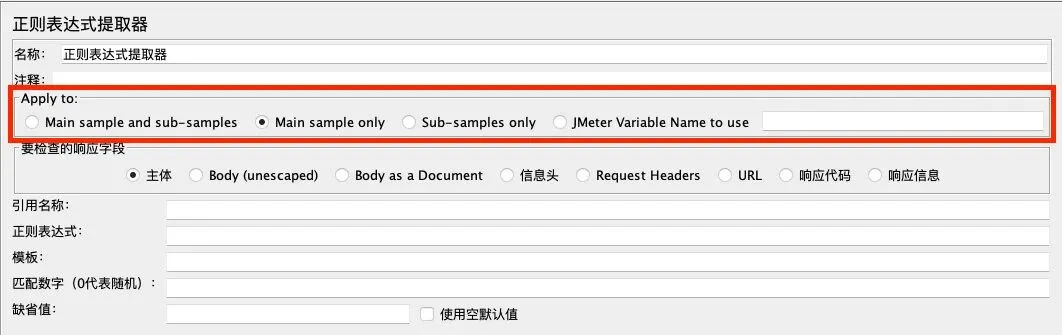 正则表达式提取器
名称： 正则表达式提取器
注释：
Apply to:
Main sample and sub-samples Main sample only Sub-samples only JMeter Variable Name to use
要检查的响应字段
主体 Body (unescaped) Body as a Document 信息头 Request Headers URL 响应代码 响应信息
引用名称：
正则表达式：
模板：
匹配数字（0代表随机）：
缺省值： 使用空默认值